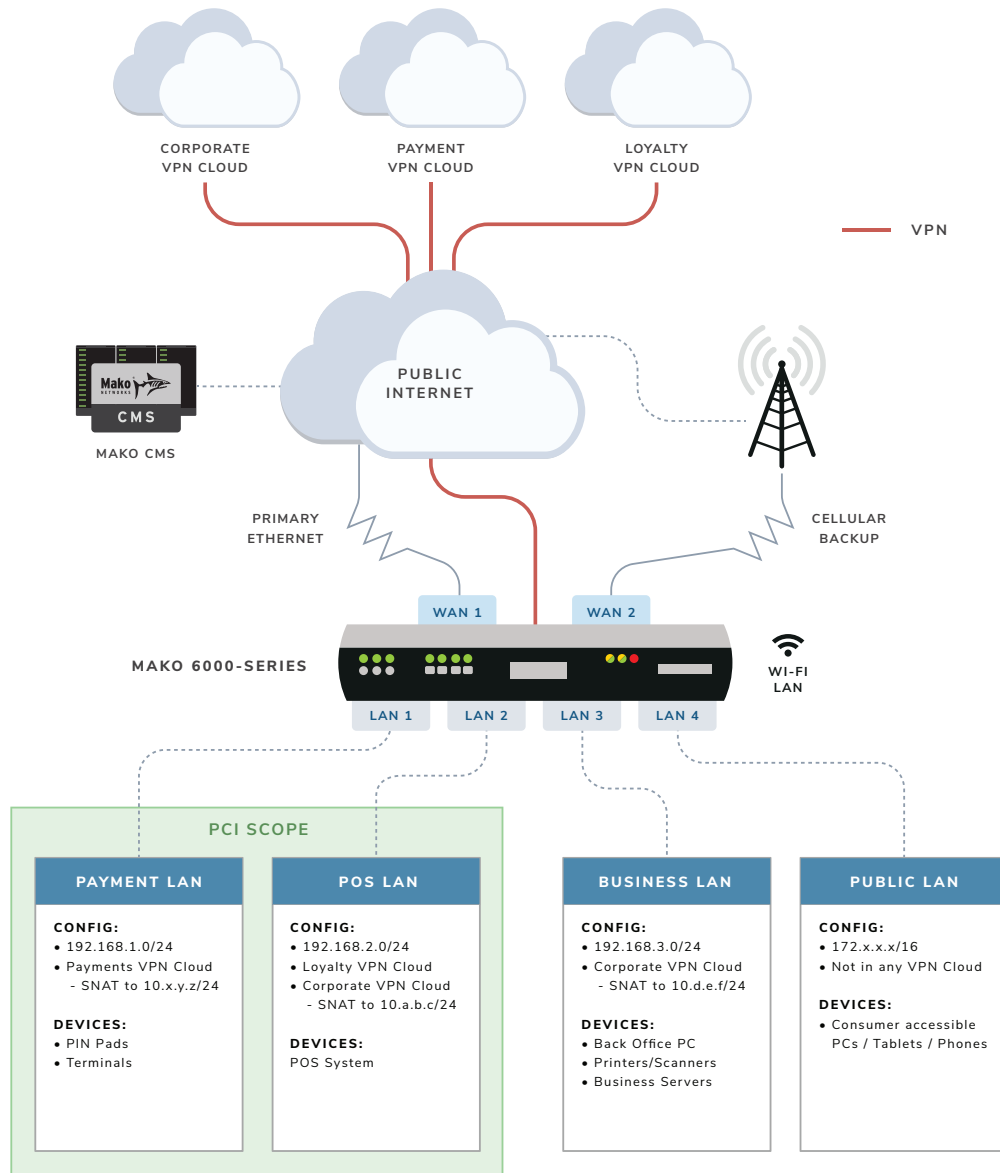 CORPORATE
VPN CLOUD
PAYMENT
VPN CLOUD
LOYALTY
VPN CLOUD
VPN
PUBLIC
INTERNET
Mako
NETWORKS
CMS
MAKO CMS
PRIMARY
ETHERNET
CELLULAR
BACKUP
WAN 1
WAN 2
MAKO 6000-SERIES
WI-FI
LAN
LAN 1
LAN 2
LAN 3
LAN 4
PCI SCOPE
PAYMENT LAN
CONFIG:
• 192.168.1.0/24
• Payments VPN Cloud
- SNAT to 10.x.y.z/24
DEVICES:
• PIN Pads
• Terminals
POS LAN
CONFIG:
• 192.168.2.0/24
• Loyalty VPN Cloud
• Corporate VPN Cloud
- SNAT to 10.a.b.c/24
DEVICES:
POS System
BUSINESS LAN
CONFIG:
• 192.168.3.0/24
• Corporate VPN Cloud
- SNAT to 10.d.e.f/24
DEVICES:
• Back Office PC
• Printers/Scanners
• Business Servers
PUBLIC LAN
CONFIG:
• 172.x.x.x/16
• Not in any VPN Cloud
DEVICES:
• Consumer accessible
PCs / Tablets / Phones